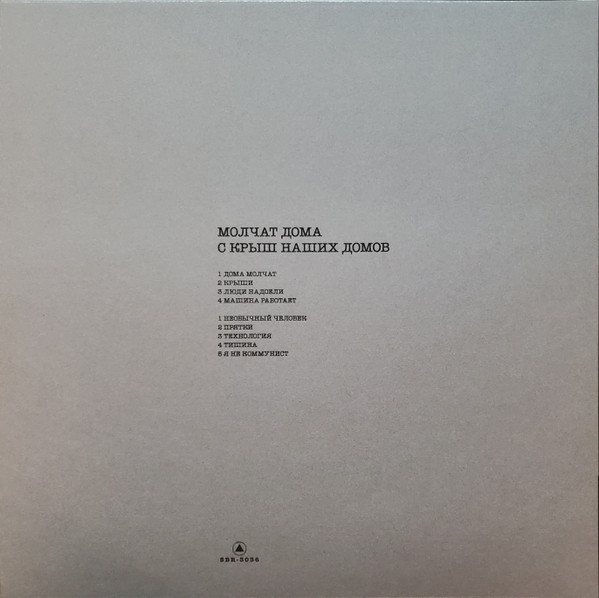 МОЛЧАТ ДОМА
С КРЫШ НАШИХ ДОМОВ
1 ДОМА МОЛЧАТ
2 КРЫШИ
3 ЛЮДИ НАДОЕЛИ
4 МАШИНА РАБОТАЕТ
1 НЕОБЫЧНЫЙ ЧЕЛОВЕК
2 ПРЯТКИ
3 ТЕХНОЛОГИЯ
4 ТИШИНА
5 Я НЕ КОММУНИСТ
SBR-3034